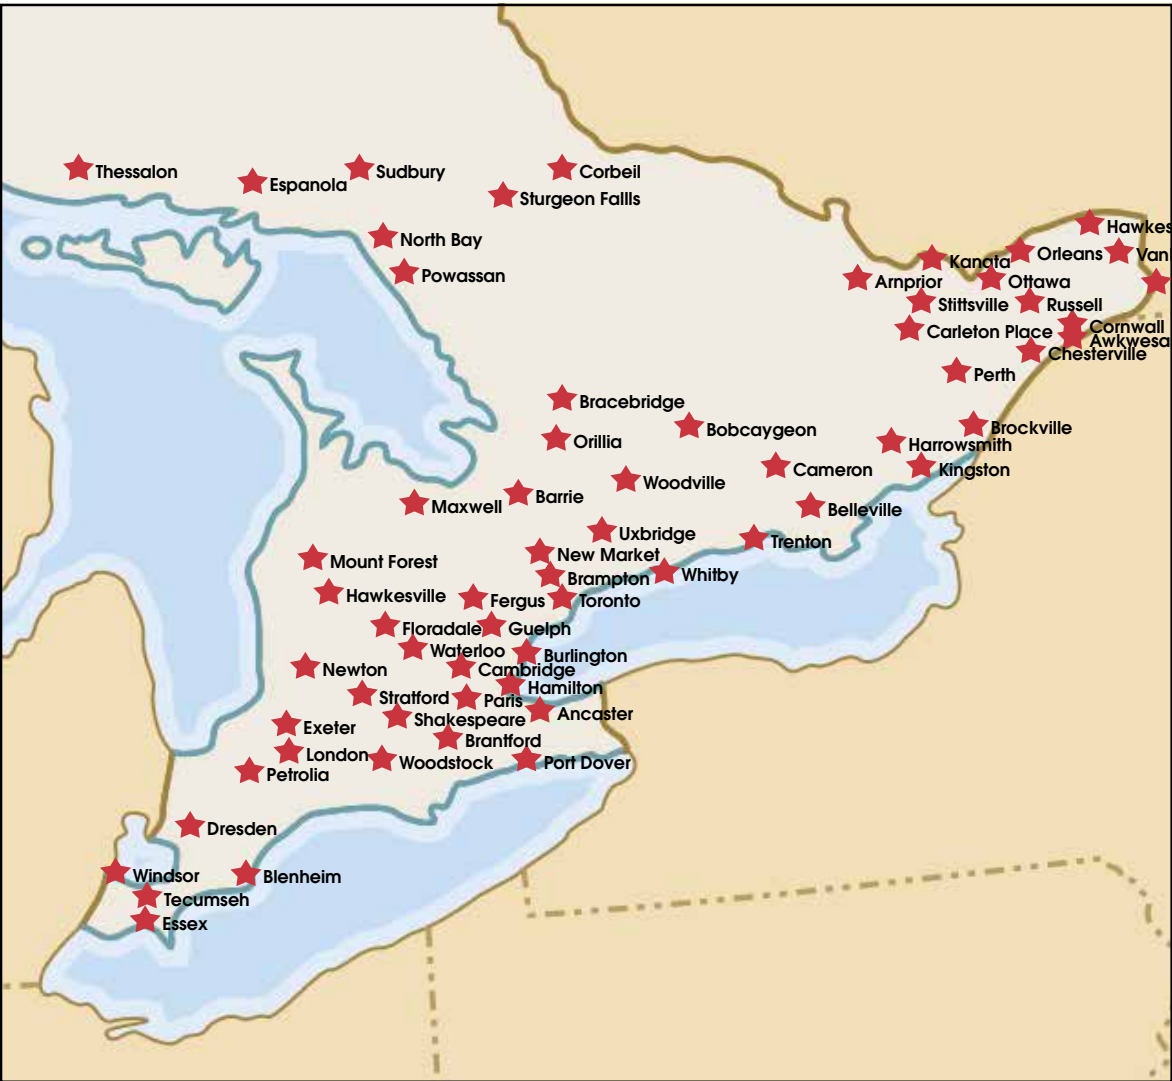 Thessalon
Espanola
Sudbury
Corbeil
Sturgeon Fallls
North Bay
Powassan
Hawkes
Orleans
Van
Kanata
Arnprior
Ottawa
Stittsville
Russell
Carleton Place
Cornwall
Awkwesa
Chesterville
Perth
Bracebridge
Bobcaygeon
Brockville
Orillia
Harrowsmith
Cameron
Kingston
Woodville
Barrie
Maxwell
Belleville
Uxbridge
Trenton
New Market
Mount Forest
Brampton
Whitby
Hawkesville
Fergus
Toronto
Floradale
Guelph
Waterloo
Burlington
Newton
Cambridge
Hamilton
Stratford
Paris
Ancaster
Shakespeare
Exeter
Brantford
London
Woodstock
Port Dover
Petrolia
Dresden
Windsor
Blenheim
Tecumseh
Essex